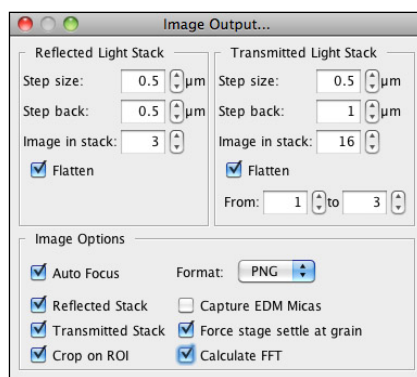 Image Output...
Reflected Light Stack Transmitted Light Stack
Step size: 0.5 μm Step size: 0.5 μm
Step back: 0.5 μm Step back: 1 μm
Image in stack: 3 Image in stack: 16
Flatten Flatten
From: 1 to 3
Image Options
Auto Focus Format: PNG
Reflected Stack Capture EDM Micas
Transmitted Stack Force stage settle at grain
Crop on ROI Calculate FFT